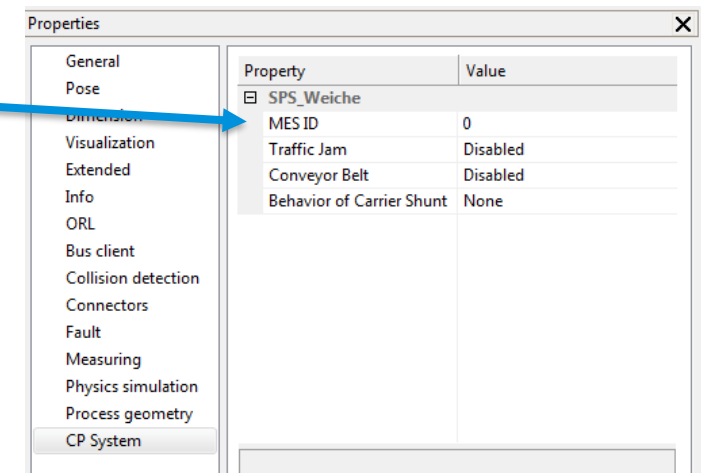 Properties
General
Pose
Dimension
Visualization
Extended
Info
ORL
Bus client
Collision detection
Connectors
Fault
Measuring
Physics simulation
Process geometry
CP System
Property Value
SPS_Weiche
MES ID 0
Traffic Jam Disabled
Conveyor Belt Disabled
Behavior of Carrier Shunt None